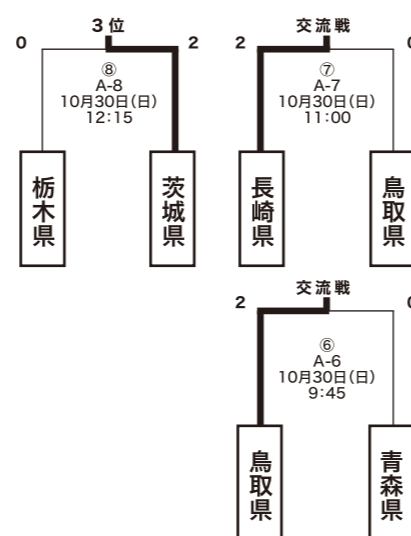 3位
0 2
⑧
A-8
10月30日(日)
12:15
栃木県 茨城県
交流戦
2 0
⑦
A-7
10月30日(日)
11:00
長崎県 鳥取県
交流戦
2 0
⑥
A-6
10月30日(日)
9:45
鳥取県 青森県